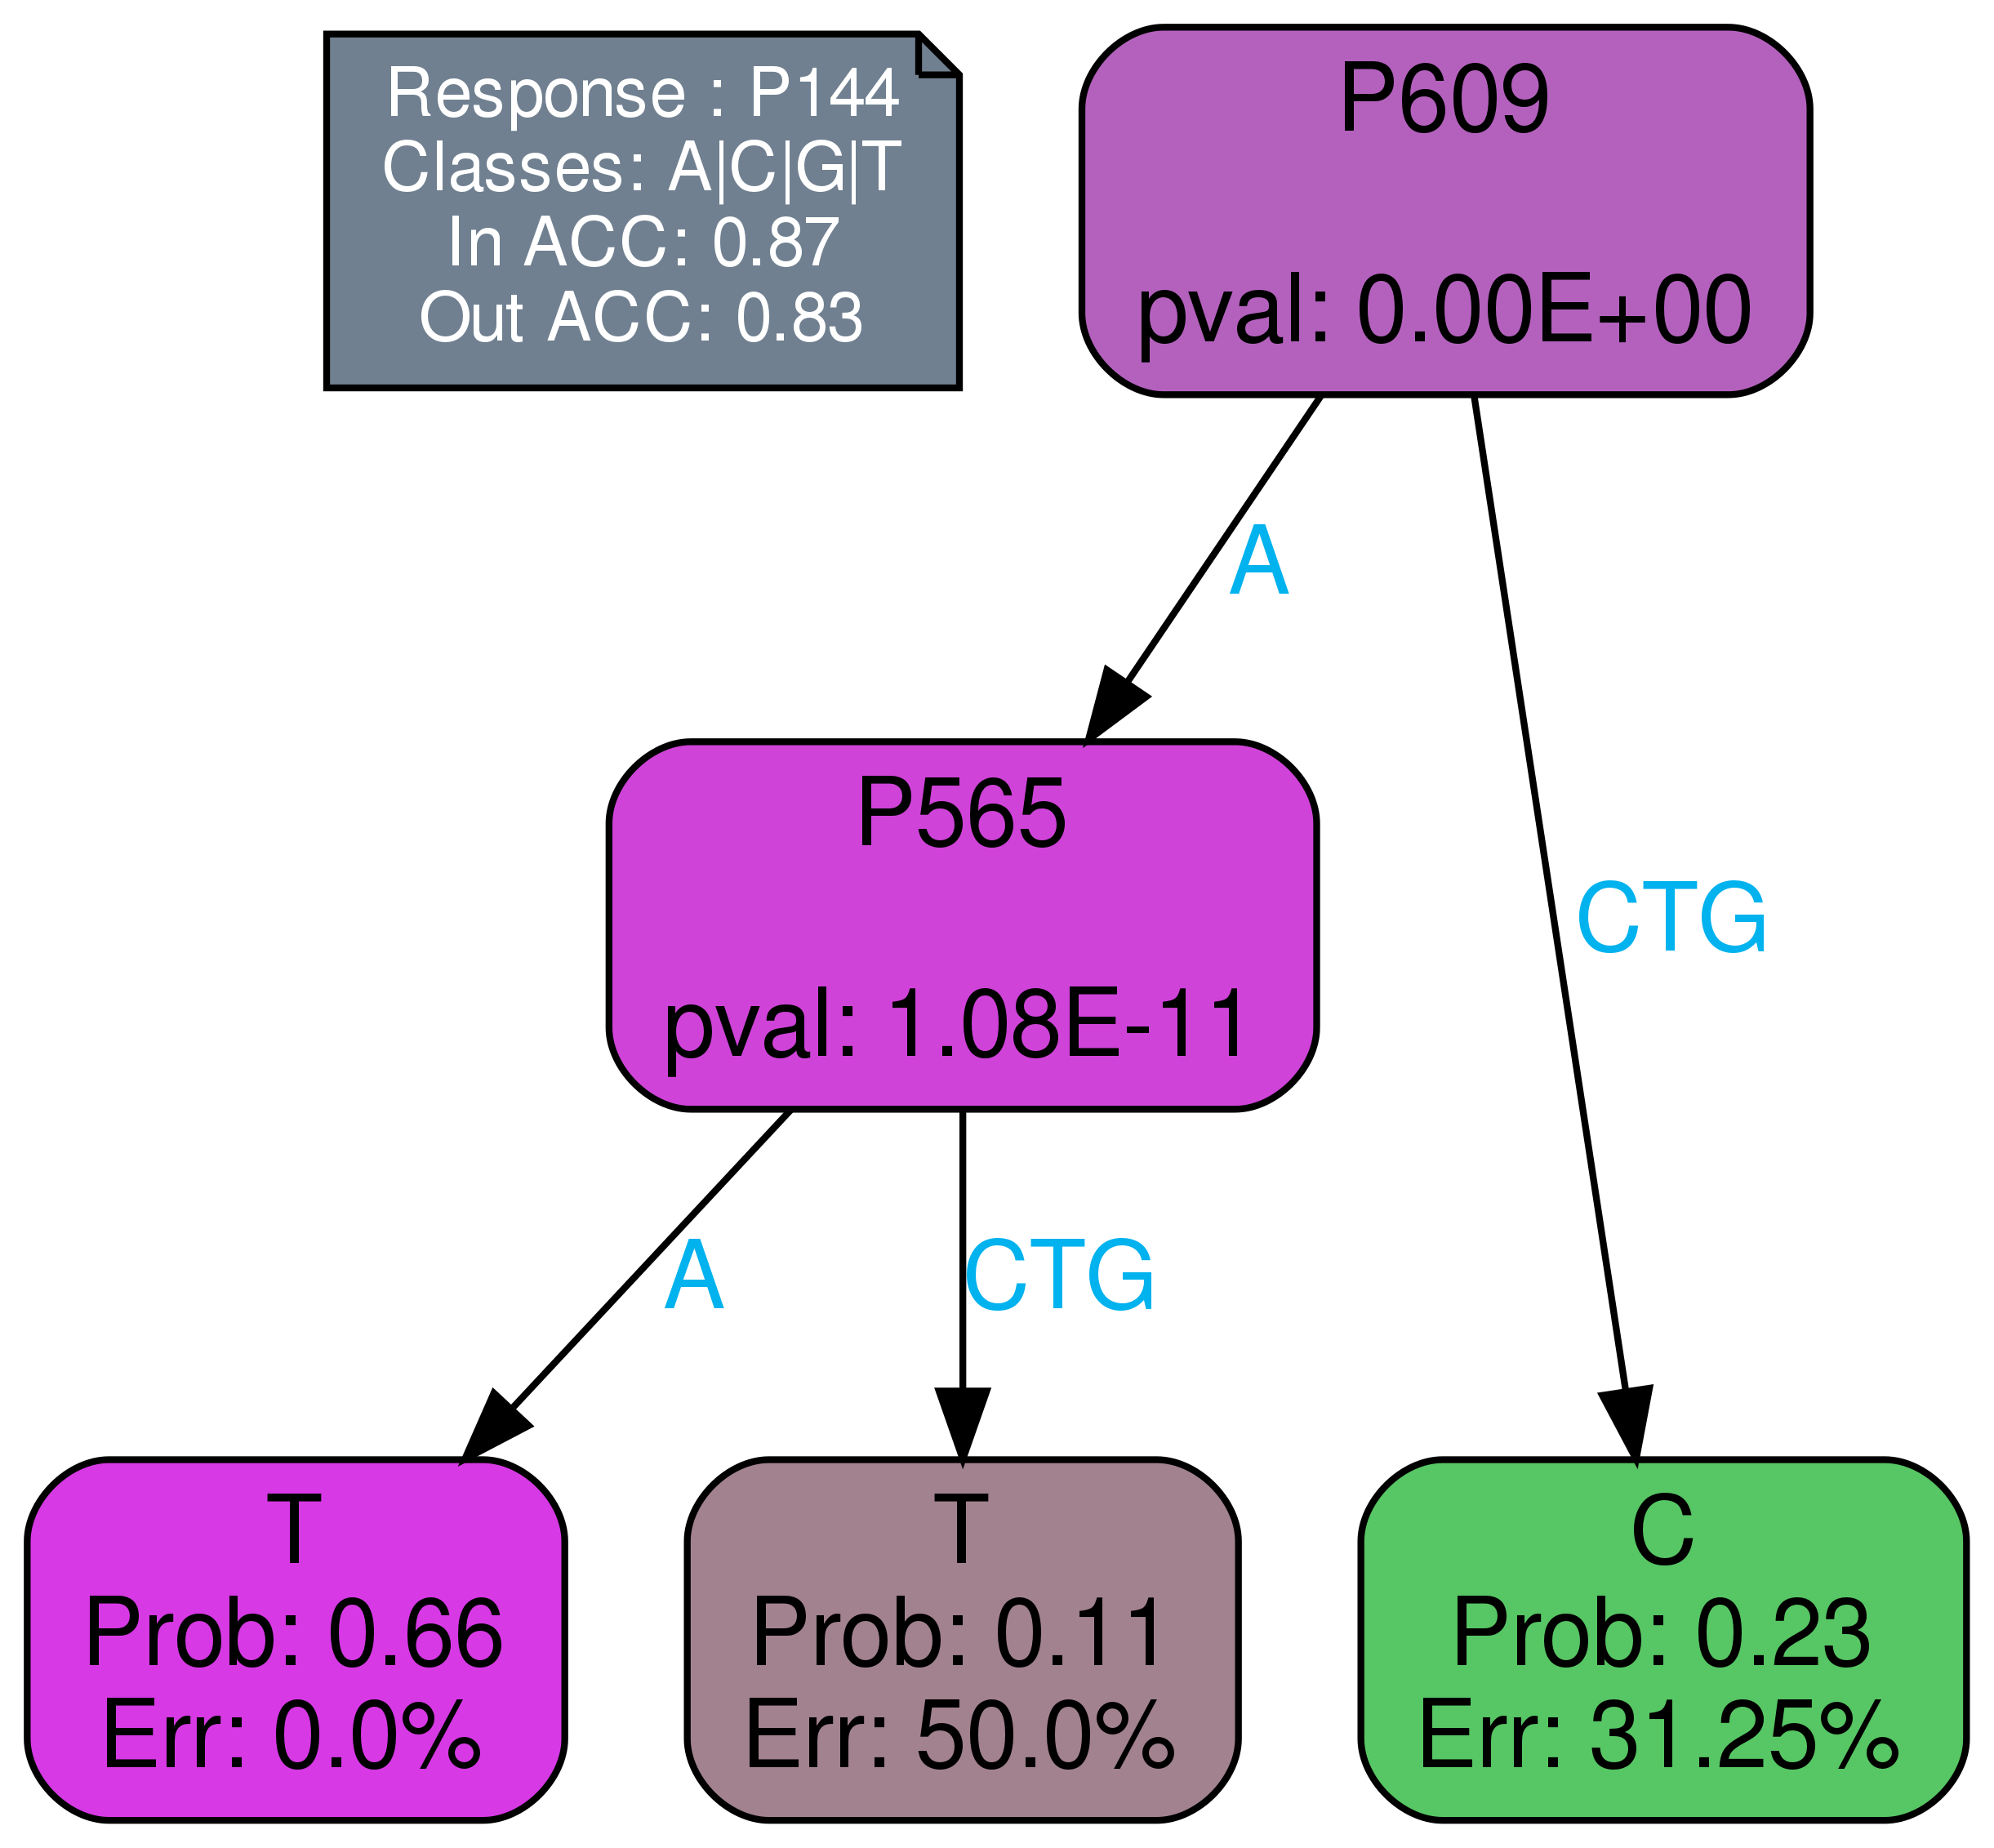 Response : P144
Classes: A|C|G|T
In ACC: 0.87
Out ACC: 0.83
P609
pval: 0.00E+00
A
CTG
P565
pval: 1.08E-11
A
CTG
T
Prob: 0.66
Err: 0.0%
T
Prob: 0.11
Err: 50.0%
C
Prob: 0.23
Err: 31.25%